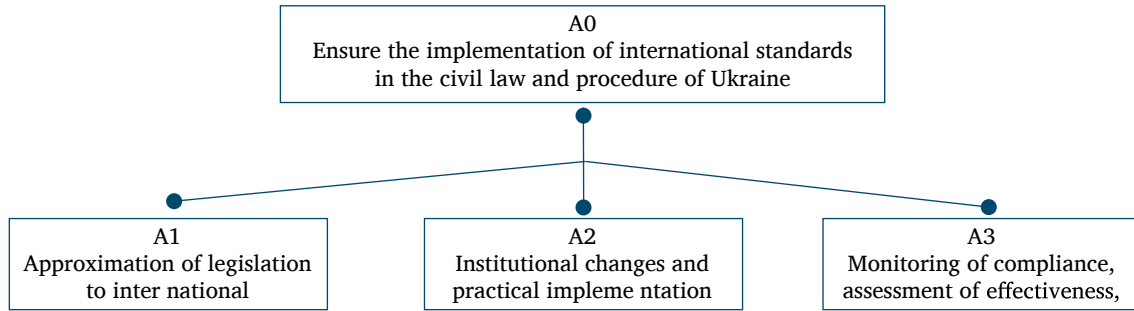 A0
Ensure the implementation of international standards
in the civil law and procedure of Ukraine
A1
Approximation of legislation
to inter national
A2
Institutional changes and
practical impleme ntation
A3
Monitoring of compliance,
assessment of effectiveness,